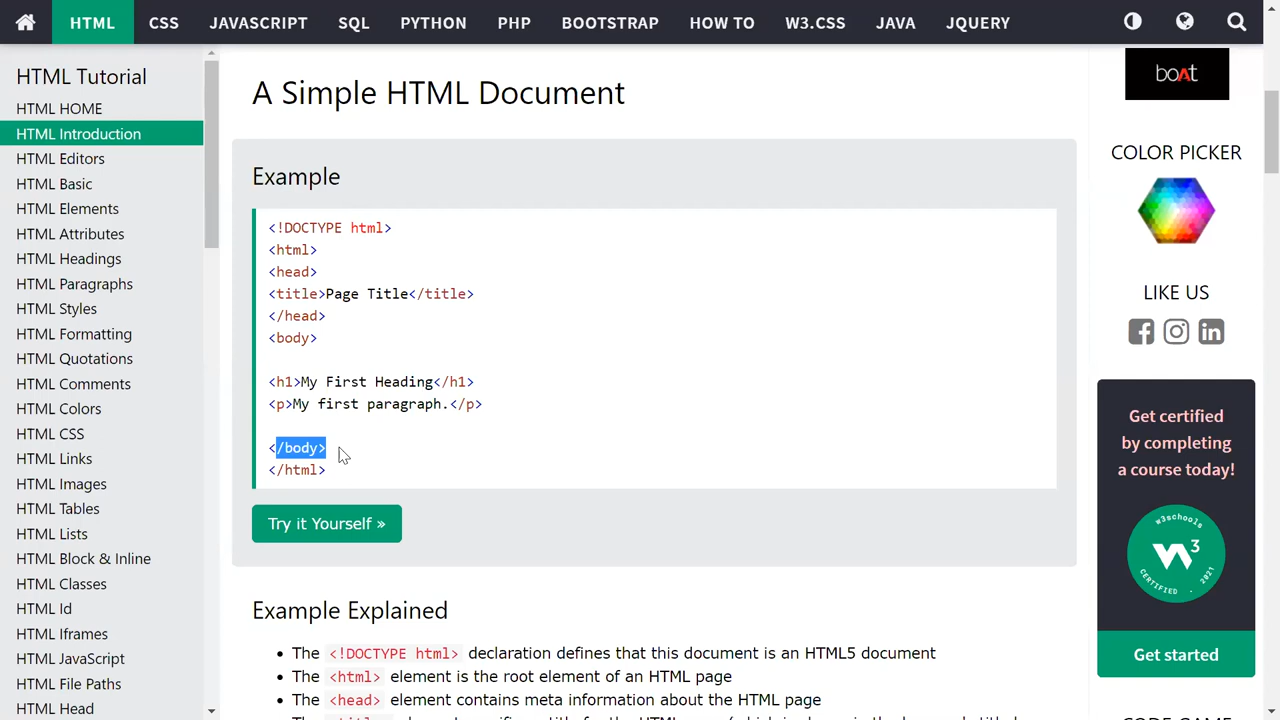 HTML CSS JAVASCRIPT SQL PYTHON PHP BOOTSTRAP HOW TO W3.CSS JAVA JQUERY
HTML Tutorial
HTML HOME
HTML Introduction
HTML Editors
HTML Basic
HTML Elements
HTML Attributes
HTML Headings
HTML Paragraphs
HTML Styles
HTML Formatting
HTML Quotations
HTML Comments
HTML Colors
HTML CSS
HTML Links
HTML Images
HTML Tables
HTML Lists
HTML Block & Inline
HTML Classes
HTML Id
HTML Iframes
HTML JavaScript
HTML File Paths
HTML Head
A Simple HTML Document
Example
<!DOCTYPE html>
<html>
<head>
<title>Page Title</title>
</head>
<body>
<h1>My First Heading</h1>
<p>My first paragraph.</p>
</body>
</html>
Try it Yourself »
Example Explained
• The <!DOCTYPE html> declaration defines that this document is an HTML5 document
• The <html> element is the root element of an HTML page
• The <head> element contains meta information about the HTML page
boAt
COLOR PICKER
LIKE US
Get certified
by completing
a course today!
w3schools
W3
CERTIFIED . 2021
Get started